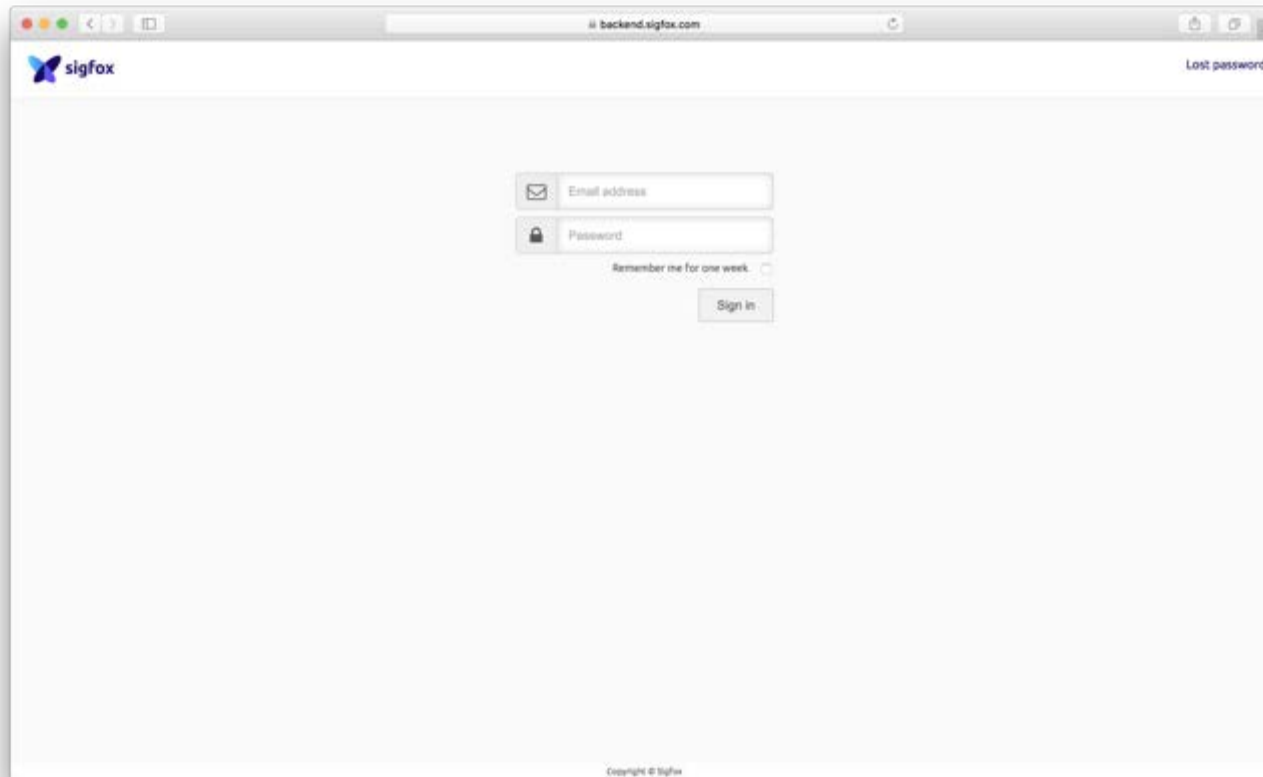 backend.sigfox.com
sigfox
Lost password
Email address
Password
Remember me for one week
Sign in
Copyright © Sigfox